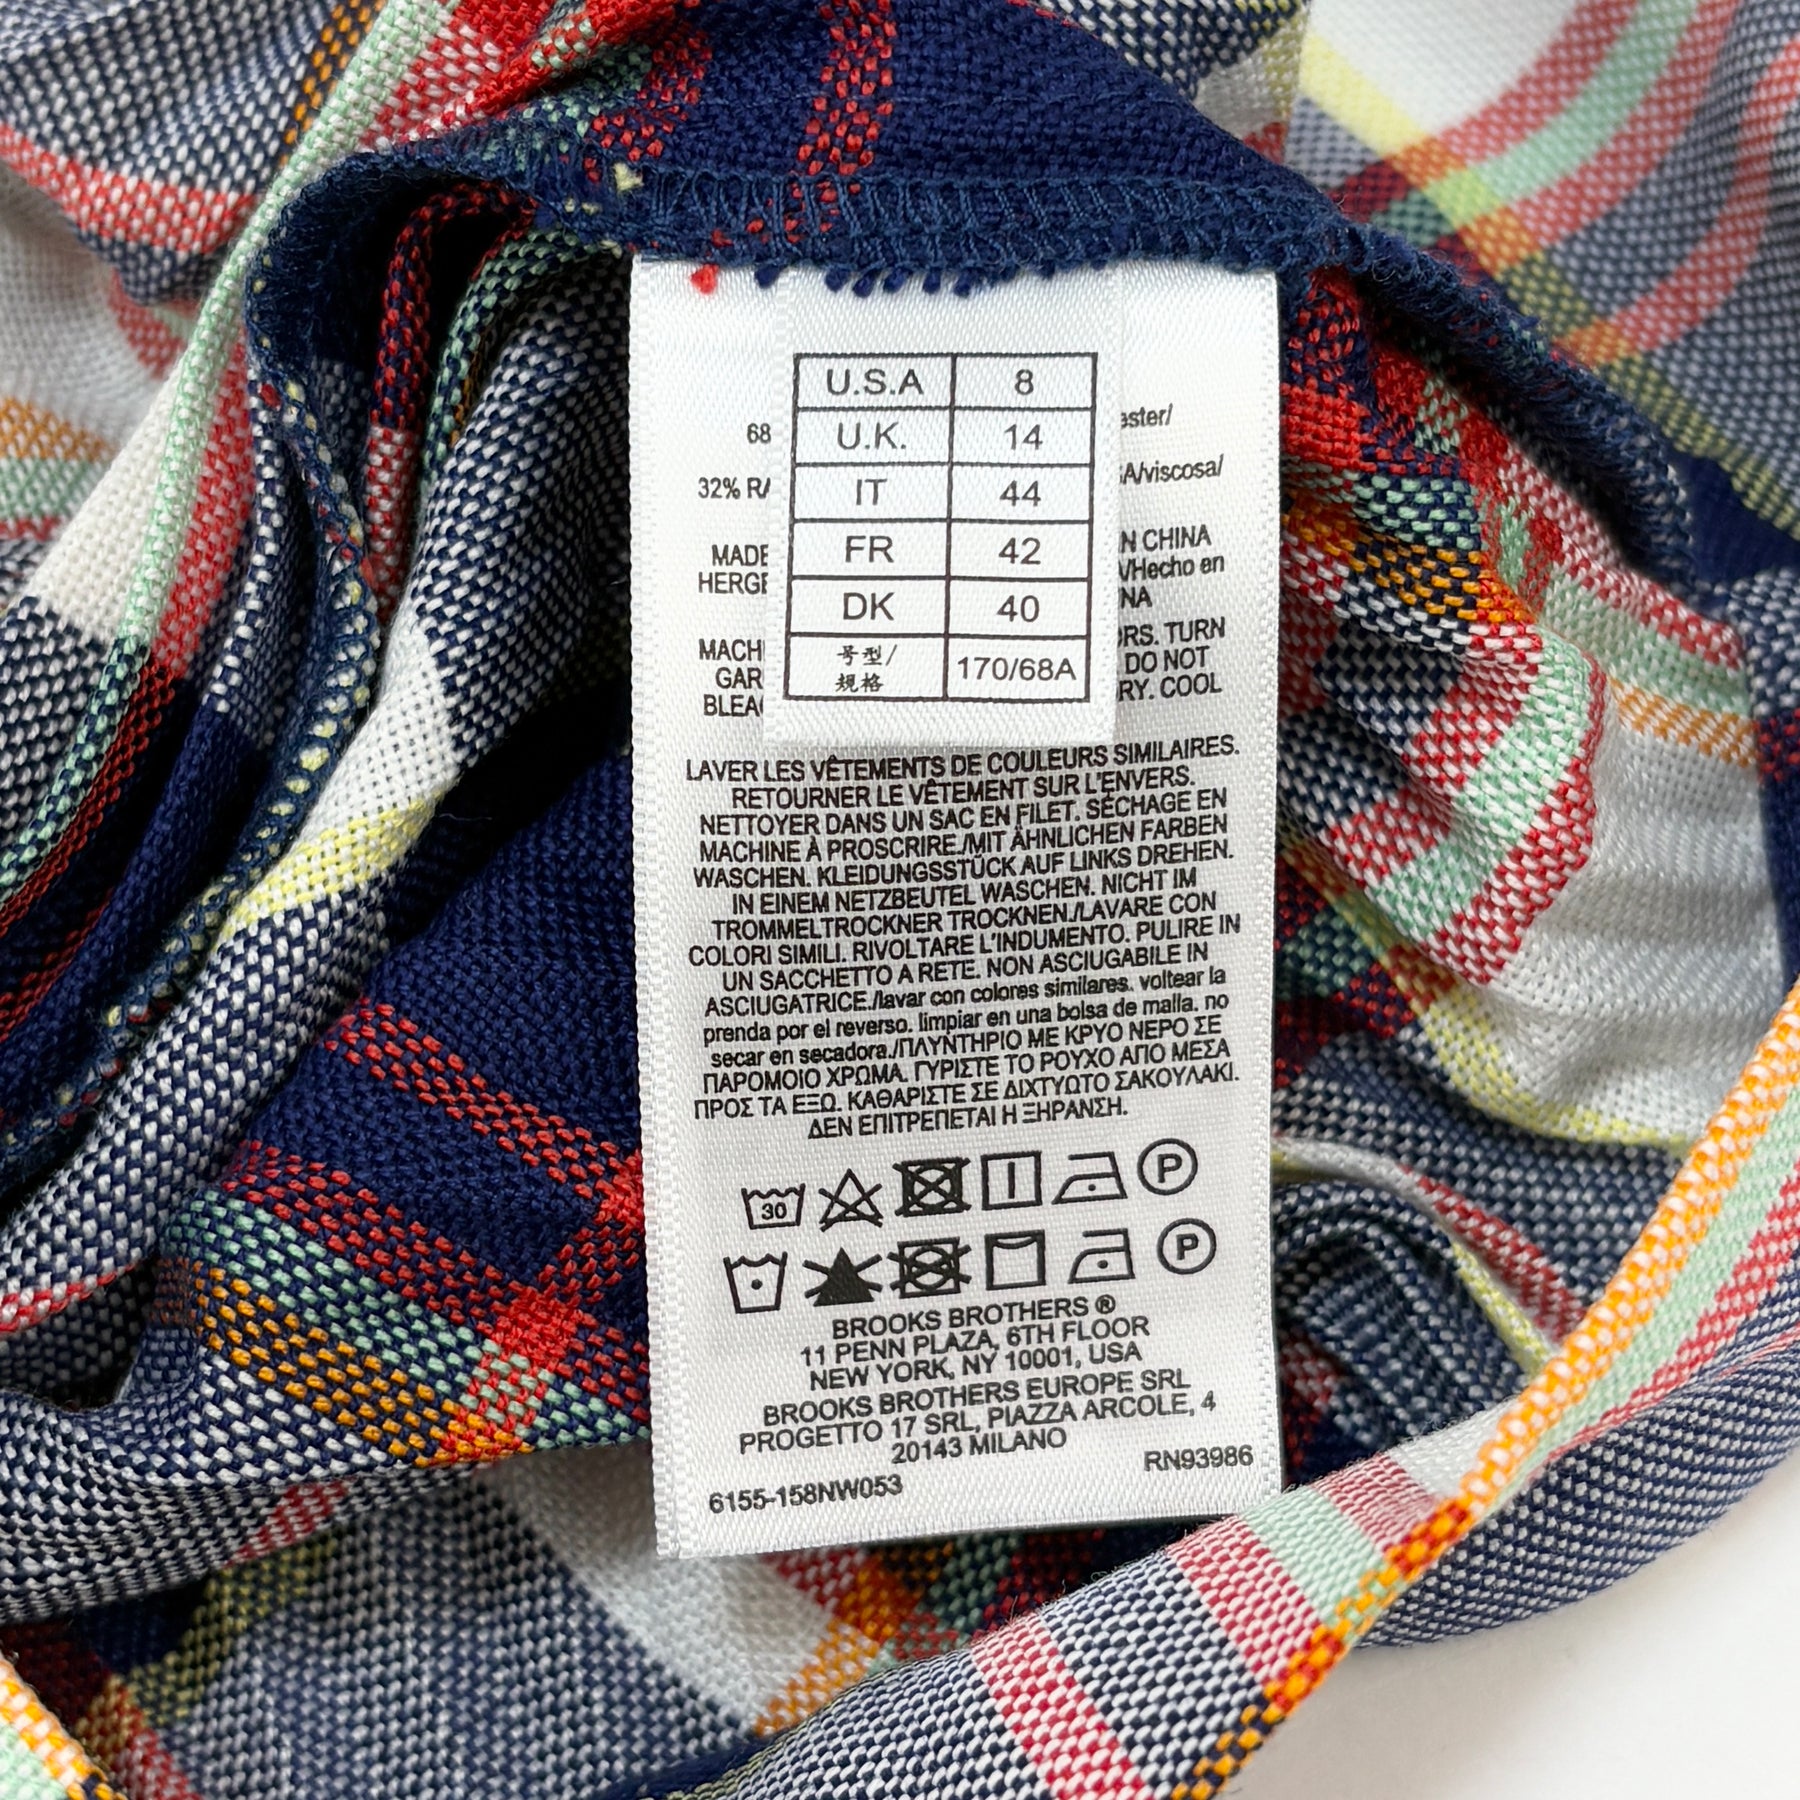 U.S.A 8
U.K. 14
IT 44
FR 42
DK 40
号型/规格 170/68A
68
32%
MADE N CHINA
Hecho en
MACH TURN
GAR DO NOT
COOL
LAVER LES VÊTEMENTS DE COULEURS SIMILAIRES.
RETOURNER LE VÊTEMENT SUR L'ENVERS.
NETTOYER DANS UN SAC EN FILET. SÉCHAGE EN
MACHINE À PROSCRIRE./MIT ÄHNLICHEN FARBEN
WASCHEN. KLEIDUNGSSTÜCK AUF LINKS DREHEN.
IN EINEM NETZBEUTEL WASCHEN. NICHT IM
TROMMELTROCKNER TROCKNEN./LAVARE CON
COLORI SIMILI. RIVOLTARE L'INDUMENTO. PULIRE IN
UN SACCHETTO A RETE. NON ASCIUGABILE IN
ASCIUGATRICE./lavar con colores similares. voltear la
prenda por el reverso. limpiar en una bolsa de malla. no
secar en secadora./ΠΛΥΝΤΗΡΙΟ ΜΕ ΚΡΥΟ ΝΕΡΟ ΣΕ
ΠΑΡΟΜΟΙΟ ΧΡΩΜΑ. ΓΥΡΙΣΤΕ ΤΟ ΡΟΥΧΟ ΑΠΟ ΜΕΣΑ
ΠΡΟΣ ΤΑ ΕΞΩ. ΚΑΘΑΡΙΣΤΕ ΣΕ ΔΙΧΤΥΩΤΟ ΣΑΚΟΥΛΑΚΙ.
ΔΕΝ ΕΠΙΤΡΕΠΕΤΑΙ Η ΞΗΡΑΝΣΗ.
30 P
P
BROOKS BROTHERS ®
11 PENN PLAZA, 6TH FLOOR
NEW YORK, NY 10001, USA
BROOKS BROTHERS EUROPE SRL
PROGETTO 17 SRL, PIAZZA ARCOLE, 4
20143 MILANO
RN93986
6155-158NW053